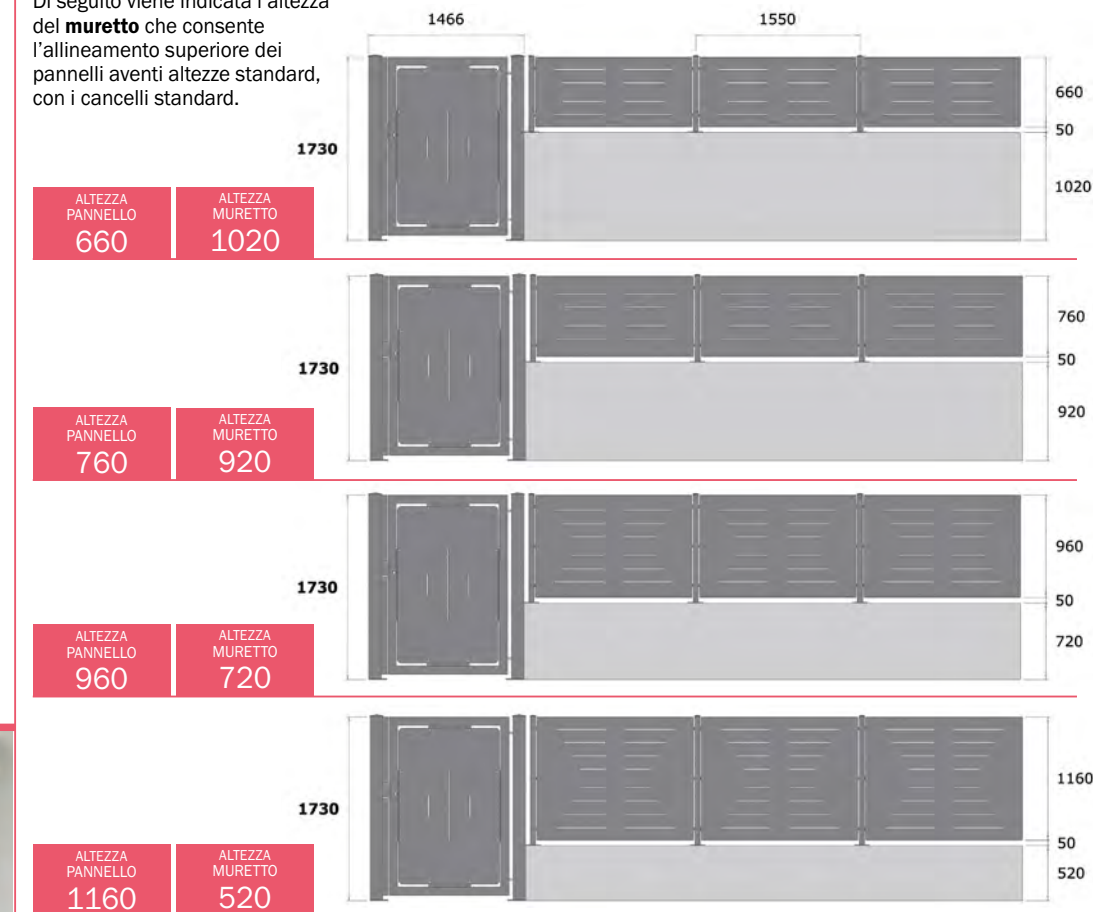 Di seguito viene indicata l'altezza
del muretto che consente
l'allineamento superiore dei
pannelli aventi altezze standard,
con i cancelli standard.
1466
1550
1730
660
50
1020
ALTEZZA
PANNELLO
660
ALTEZZA
MURETTO
1020
1730
760
50
920
ALTEZZA
PANNELLO
760
ALTEZZA
MURETTO
920
1730
960
50
720
ALTEZZA
PANNELLO
960
ALTEZZA
MURETTO
720
1730
1160
50
520
ALTEZZA
PANNELLO
1160
ALTEZZA
MURETTO
520